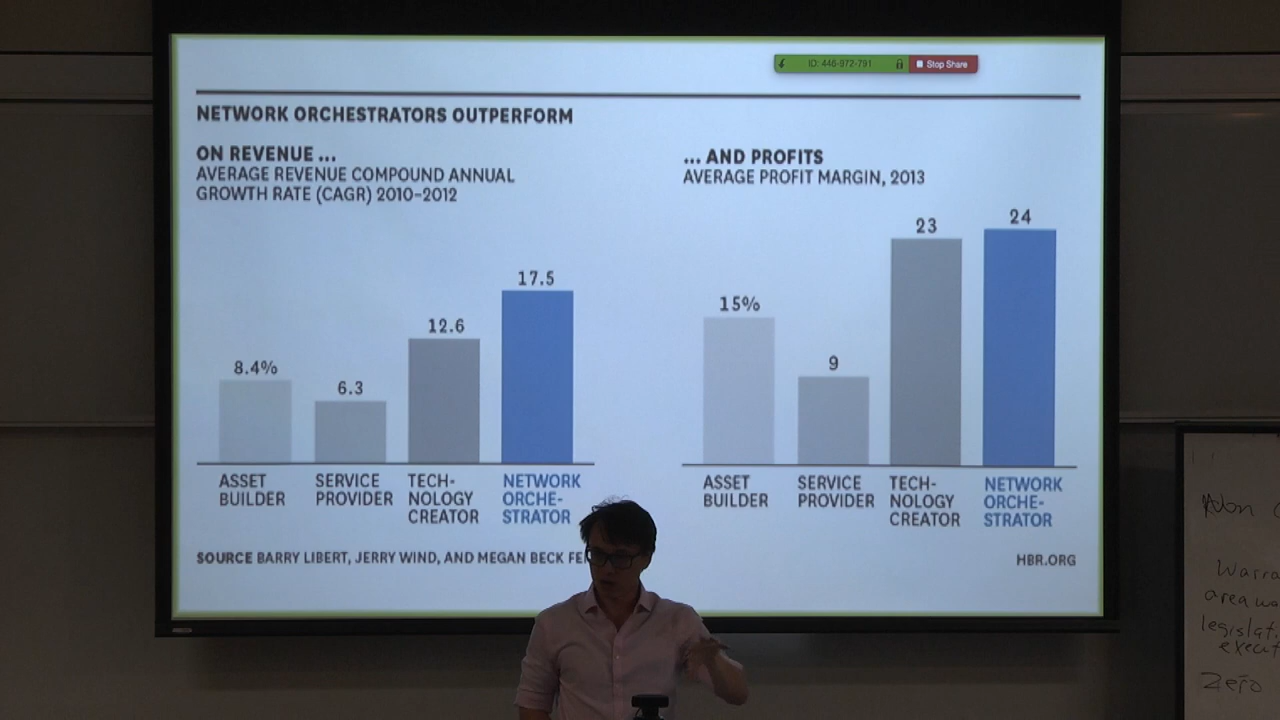 ID: 446-972-791
Stop Share
NETWORK ORCHESTRATORS OUTPERFORM
ON REVENUE ...
AVERAGE REVENUE COMPOUND ANNUAL
GROWTH RATE (CAGR) 2010–2012
17.5
12.6
8.4%
6.3
ASSET
BUILDER
SERVICE
PROVIDER
TECH-
NOLOGY
CREATOR
NETWORK
ORCHE-
STRATOR
... AND PROFITS
AVERAGE PROFIT MARGIN, 2013
24
23
15%
9
ASSET
BUILDER
SERVICE
PROVIDER
TECH-
NOLOGY
CREATOR
NETWORK
ORCHE-
STRATOR
SOURCE BARRY LIBERT, JERRY WIND, AND MEGAN BECK
HBR.ORG
Zero